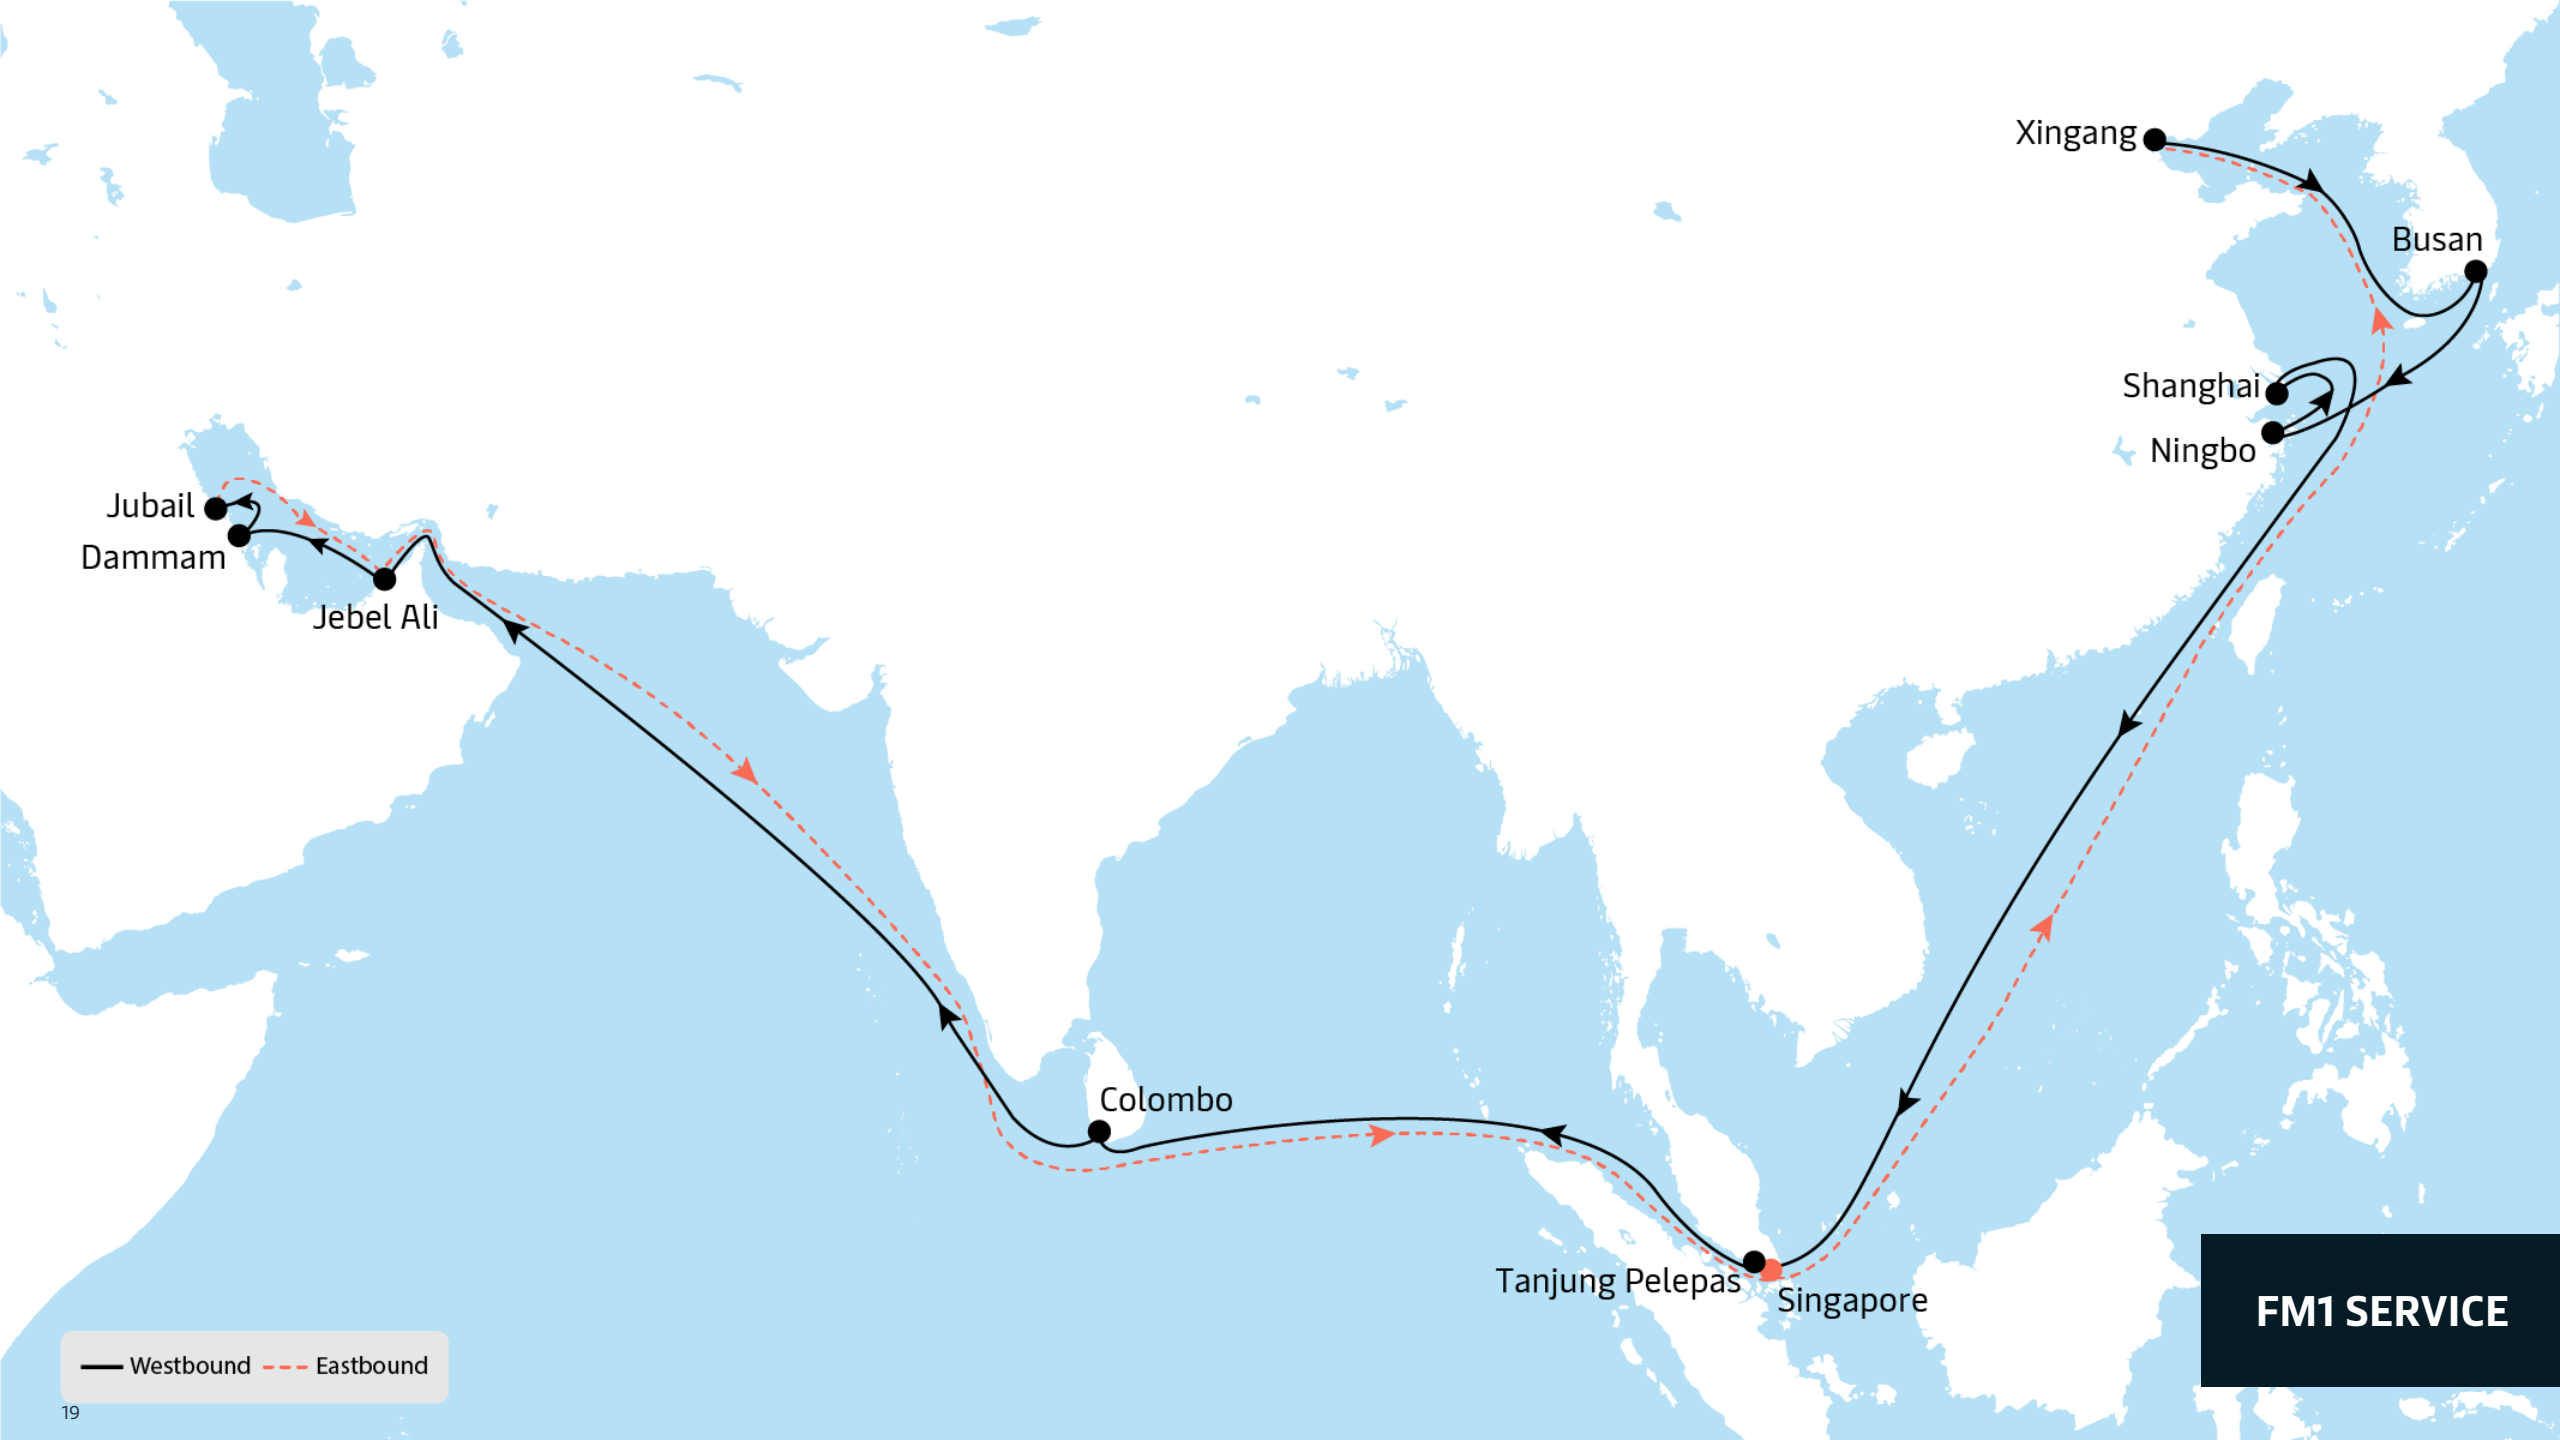 Xingang
Busan
Shanghai
Ningbo
Jubail
Dammam
Jebel Ali
Colombo
Tanjung Pelepas
Singapore
FM1 SERVICE
Westbound Eastbound
19